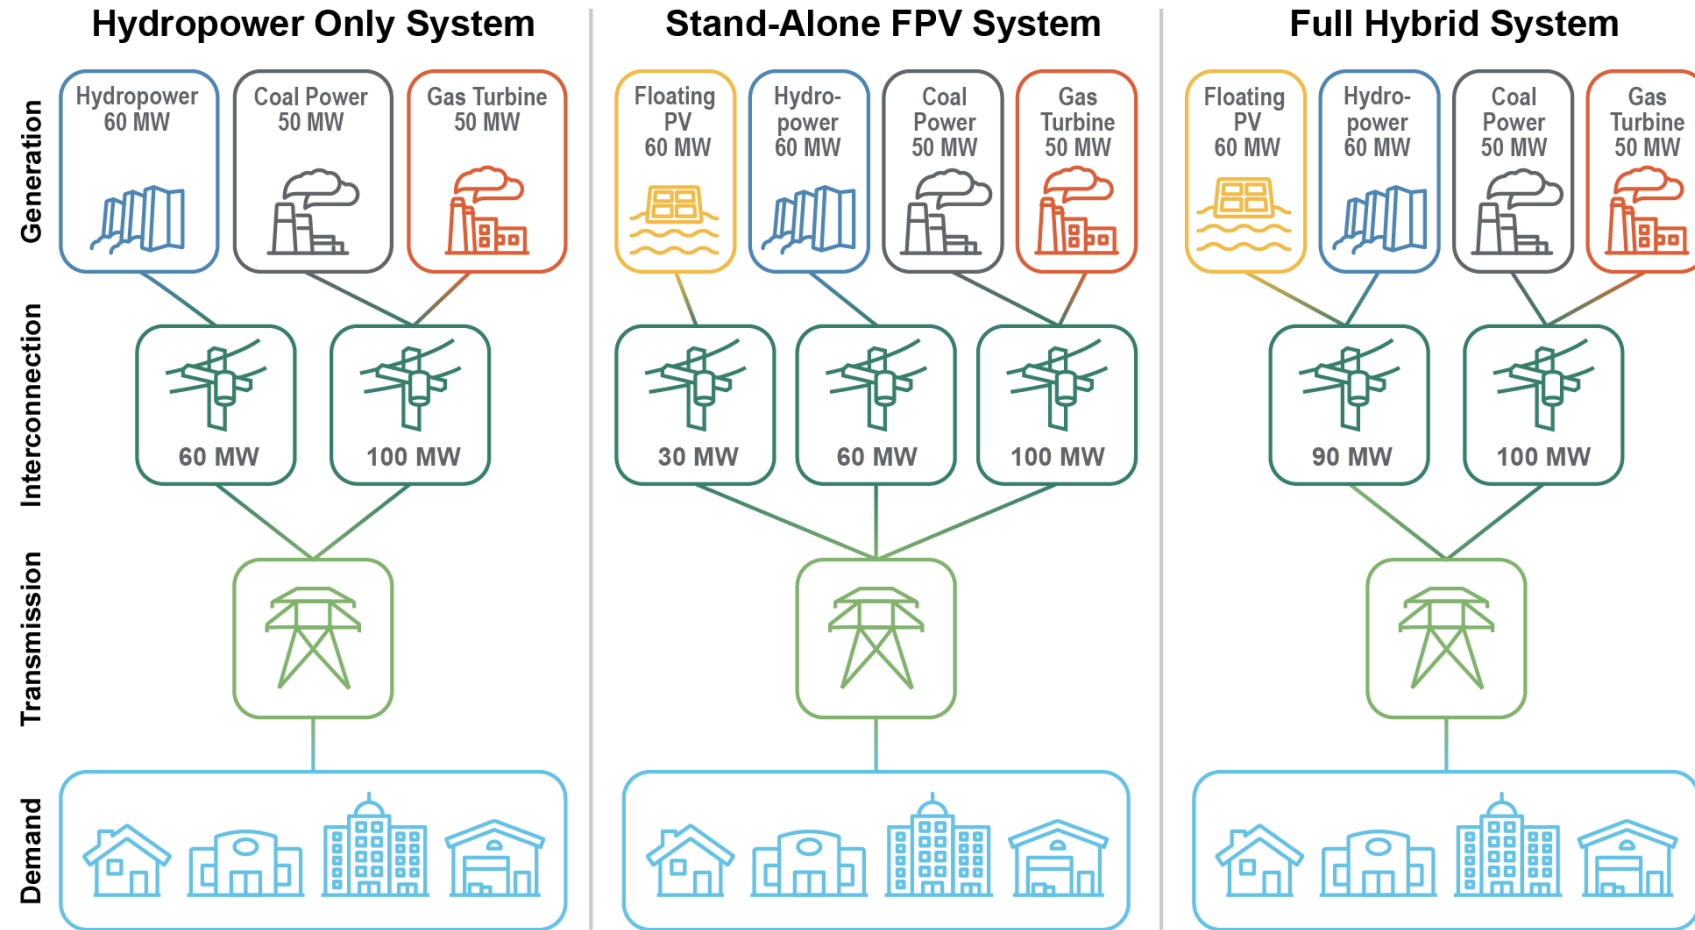 Hydropower Only System
Stand-Alone FPV System
Full Hybrid System
Generation
Hydropower
60 MW
Coal Power
50 MW
Gas Turbine
50 MW
Floating
PV
60 MW
Hydro-
power
60 MW
Coal
Power
50 MW
Gas
Turbine
50 MW
Floating
PV
60 MW
Hydro-
power
60 MW
Coal
Power
50 MW
Gas
Turbine
50 MW
Interconnection
60 MW
100 MW
30 MW
60 MW
100 MW
90 MW
100 MW
Transmission
Demand